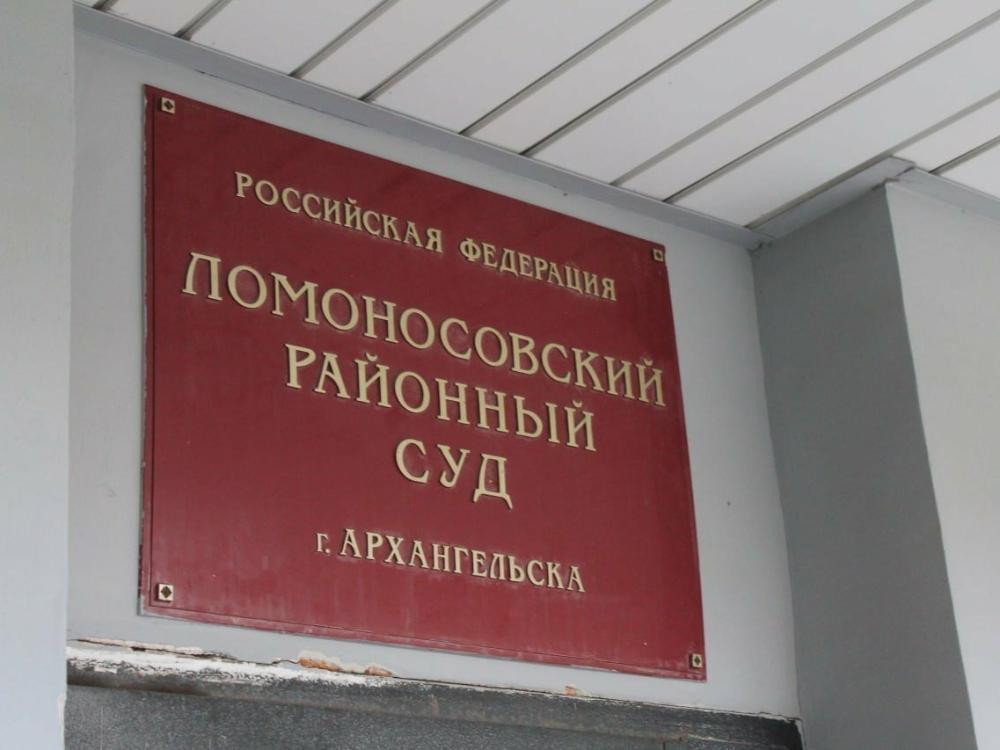 РОССИЙСКАЯ ФЕДЕРАЦИЯ
ЛОМОНОСОВСКИЙ
РАЙОННЫЙ
СУД
г. АРХАНГЕЛЬСКА